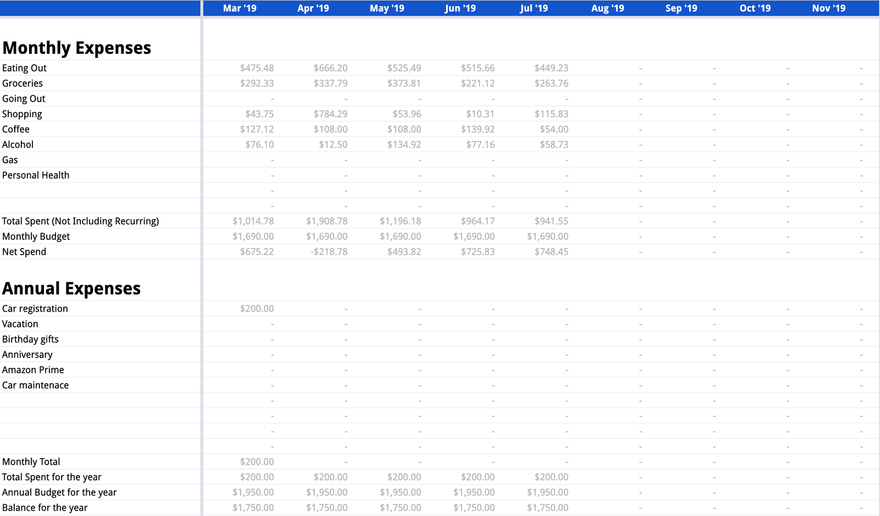 Mar '19 Apr '19 May '19 Jun '19 Jul '19 Aug '19 Sep '19 Oct '19 Nov '19
Monthly Expenses
Eating Out $475.48 $666.20 $525.49 $515.66 $449.23 - - - -
Groceries $292.33 $337.79 $373.81 $221.12 $263.76 - - - -
Going Out - - - - - - - - -
Shopping $43.75 $784.29 $53.96 $10.31 $115.83 - - - -
Coffee $127.12 $108.00 $108.00 $139.92 $54.00 - - - -
Alcohol $76.10 $12.50 $134.92 $77.16 $58.73 - - - -
Gas - - - - - - - - -
Personal Health - - - - - - - - -
- - - - - - - - -
- - - - - - - - -
Total Spent (Not Including Recurring) $1,014.78 $1,908.78 $1,196.18 $964.17 $941.55 - - - -
Monthly Budget $1,690.00 $1,690.00 $1,690.00 $1,690.00 $1,690.00 - - - -
Net Spend $675.22 -$218.78 $493.82 $725.83 $748.45 - - - -
Annual Expenses
Car registration $200.00 - - - - - - - -
Vacation - - - - - - - - -
Birthday gifts - - - - - - - - -
Anniversary - - - - - - - - -
Amazon Prime - - - - - - - - -
Car maintenace - - - - - - - - -
- - - - - - - - -
- - - - - - - - -
- - - - - - - - -
- - - - - - - - -
Monthly Total $200.00 - - - - - - - -
Total Spent for the year $200.00 $200.00 $200.00 $200.00 $200.00 - - - -
Annual Budget for the year $1,950.00 $1,950.00 $1,950.00 $1,950.00 $1,950.00 - - - -
Balance for the year $1,750.00 $1,750.00 $1,750.00 $1,750.00 $1,750.00 - - - -